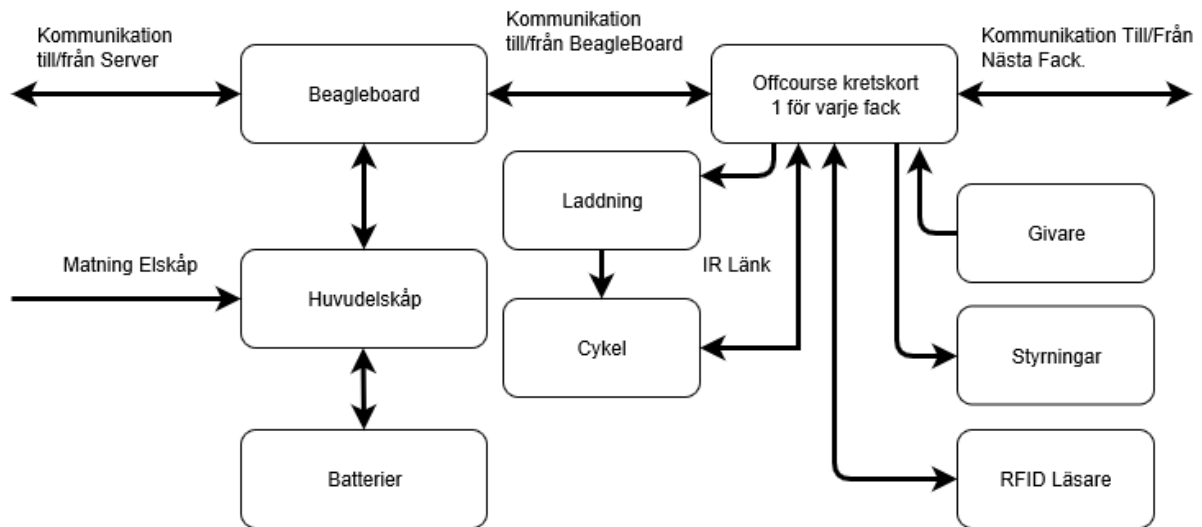 Kommunikation
till/från Server
Kommunikation
till/från BeagleBoard
Kommunikation Till/Från
Nästa Fack.
Beagleboard
Offcourse kretskort
1 för varje fack
Laddning
Givare
Matning Elskåp
IR Länk
Huvudelskåp
Cykel
Styrningar
Batterier
RFID Läsare